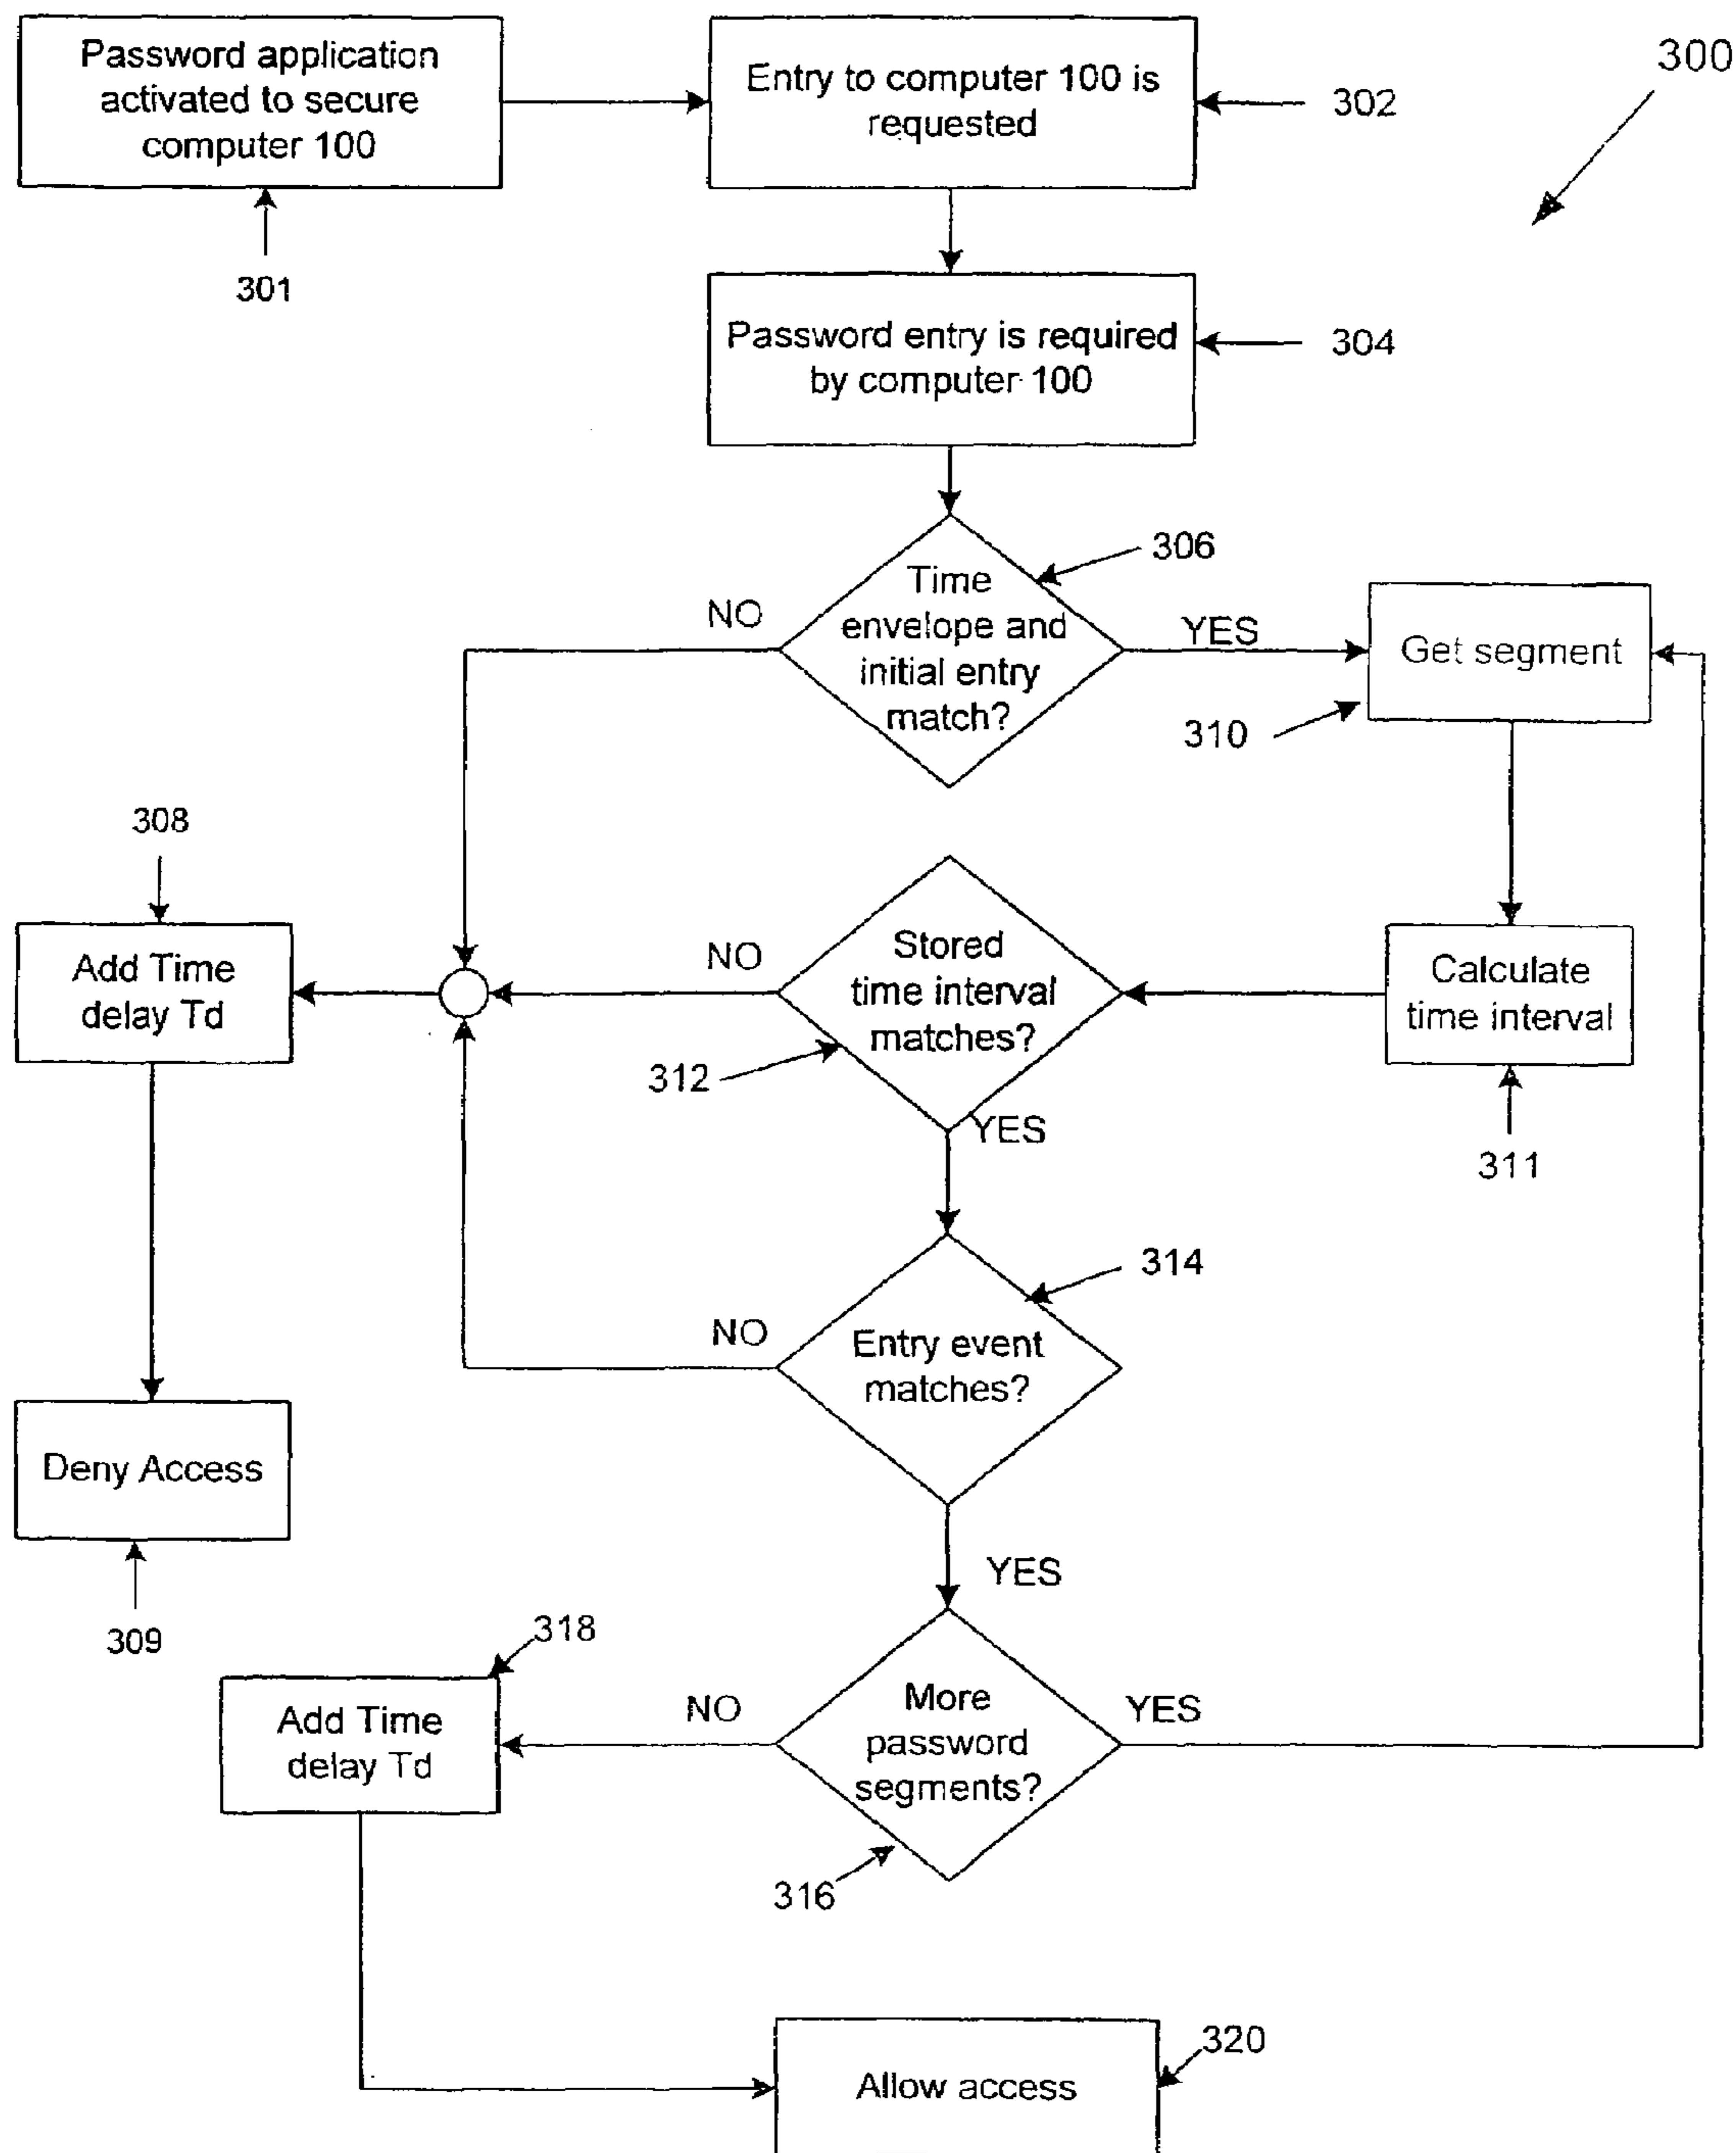 Password application
activated to secure
computer 100
301
Entry to computer 100 is
requested
302
300
Password entry is required
by computer 100
304
Time
envelope and
initial entry
match?
306
NO
YES
Get segment
310
308
Add Time
delay Td
NO
Stored
time interval
matches?
312
YES
Calculate
time interval
311
314
NO
Entry event
matches?
YES
Deny Access
309
318
Add Time
delay Td
NO
More
password
segments?
YES
316
Allow access
320